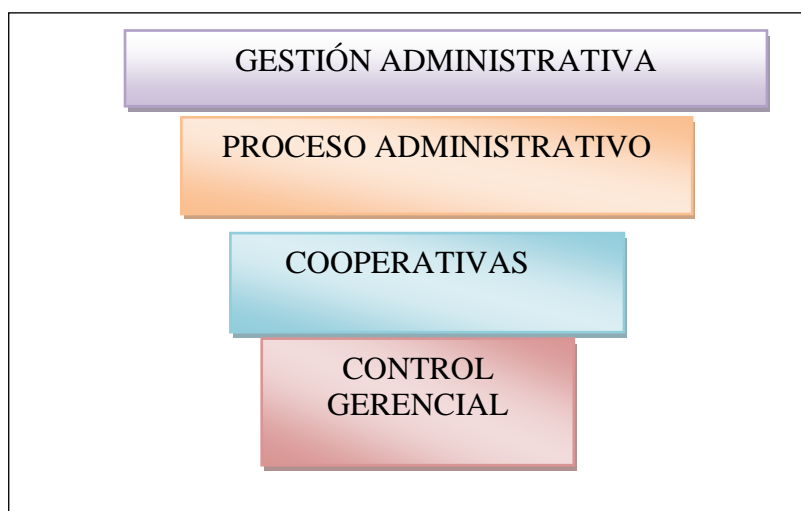 GESTIÓN ADMINISTRATIVA
PROCESO ADMINISTRATIVO
COOPERATIVAS
CONTROL
GERENCIAL